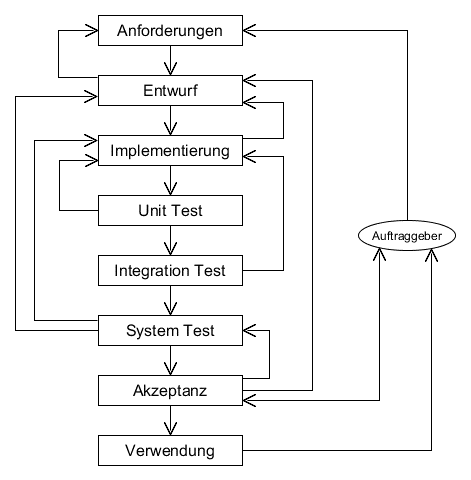 Anforderungen
Entwurf
Implementierung
Unit Test
Auftraggeber
Integration Test
System Test
Akzeptanz
Verwendung